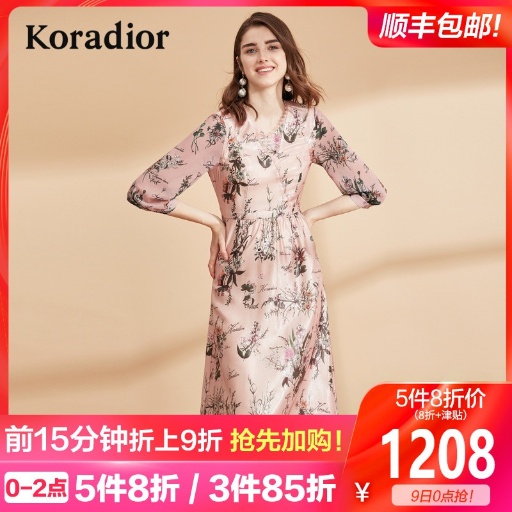 Koradior
顺丰包邮!
前15分钟折上9折 抢先加购!
0-2点 5件8折 / 3件85折
5件8折价
(8折+津贴)
¥ 1208
9日0点抢!